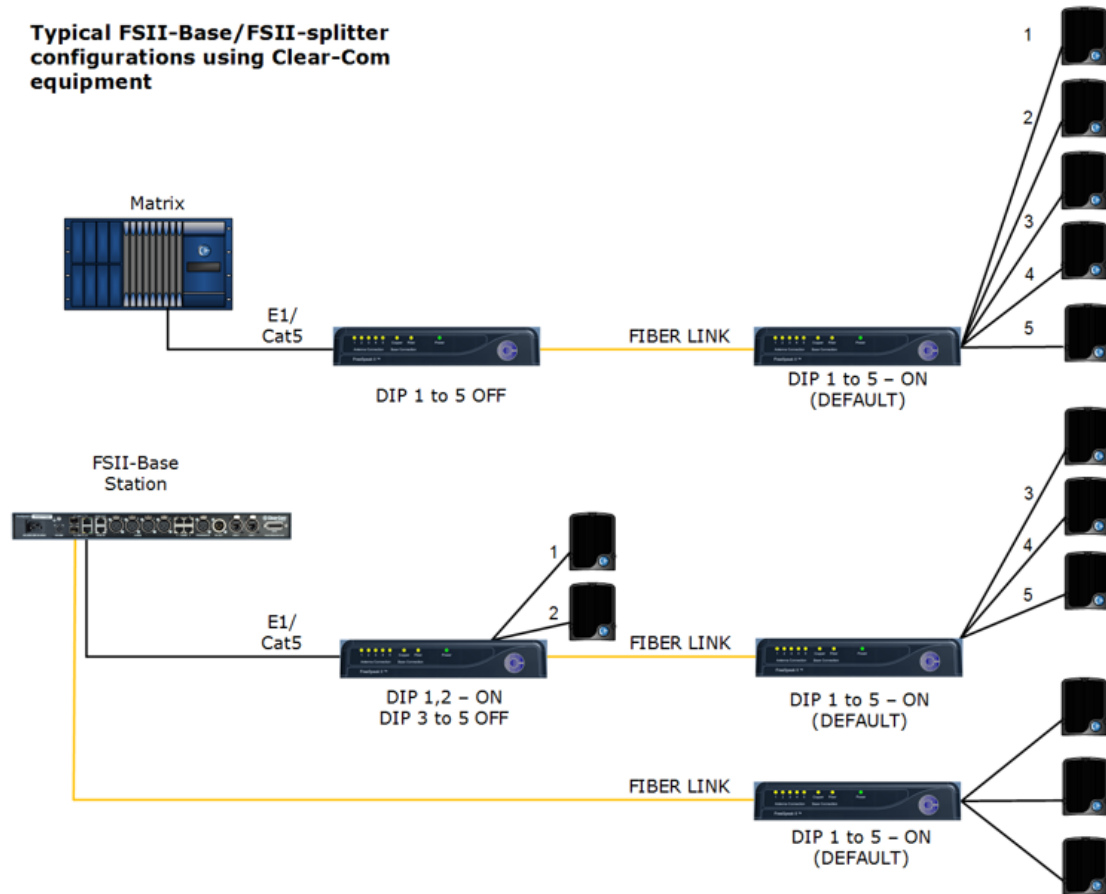 Typical FSII-Base/FSII-splitter
configurations using Clear-Com
equipment
1
2
3
4
5
Matrix
E1/
Cat5
FIBER LINK
DIP 1 to 5 OFF
DIP 1 to 5 – ON
(DEFAULT)
FSII-Base
Station
1
2
3
4
5
E1/
Cat5
FIBER LINK
DIP 1,2 – ON
DIP 3 to 5 OFF
DIP 1 to 5 – ON
(DEFAULT)
FIBER LINK
DIP 1 to 5 – ON
(DEFAULT)